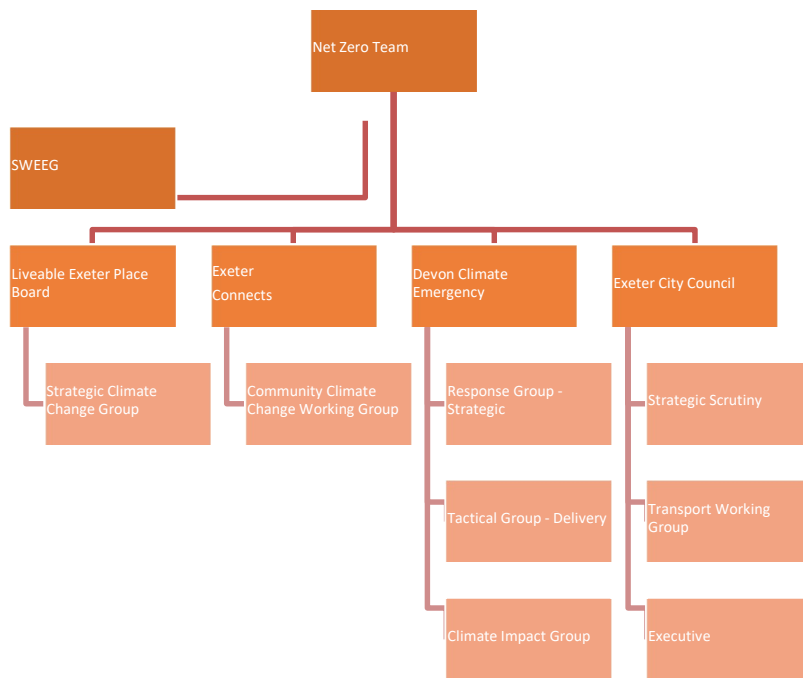 Net Zero Team
SWEEG
Liveable Exeter Place
Board
Exeter
Connects
Devon Climate
Emergency
Exeter City Council
Strategic Climate
Change Group
Community Climate
Change Working Group
Response Group -
Strategic
Strategic Scrutiny
Tactical Group - Delivery
Transport Working
Group
Climate Impact Group
Executive